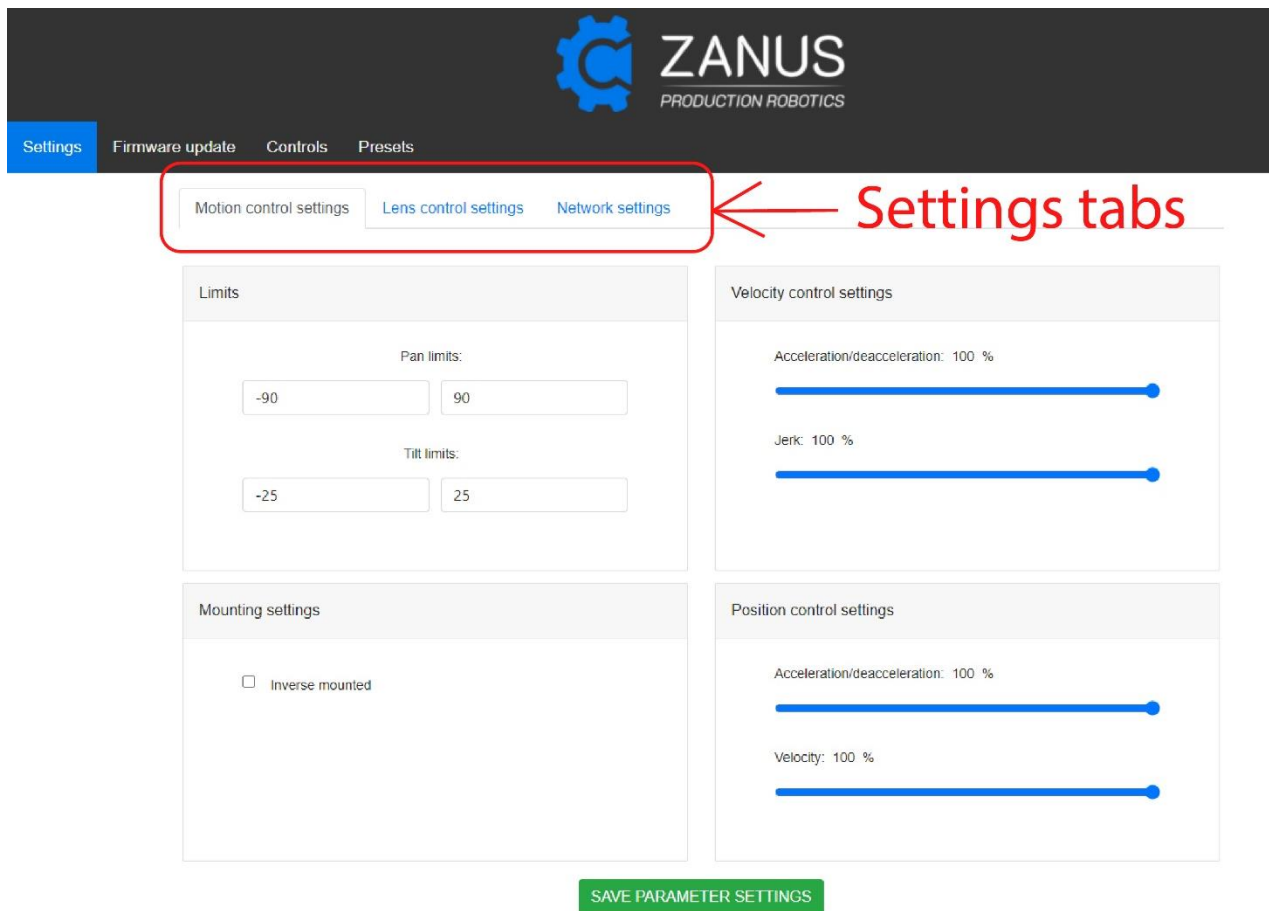 ZANUS
PRODUCTION ROBOTICS
Settings Firmware update Controls Presets
Motion control settings Lens control settings Network settings
Settings tabs
Limits
Pan limits:
-90 90
Tilt limits:
-25 25
Velocity control settings
Acceleration/deacceleration: 100 %
Jerk: 100 %
Mounting settings
Inverse mounted
Position control settings
Acceleration/deacceleration: 100 %
Velocity: 100 %
SAVE PARAMETER SETTINGS